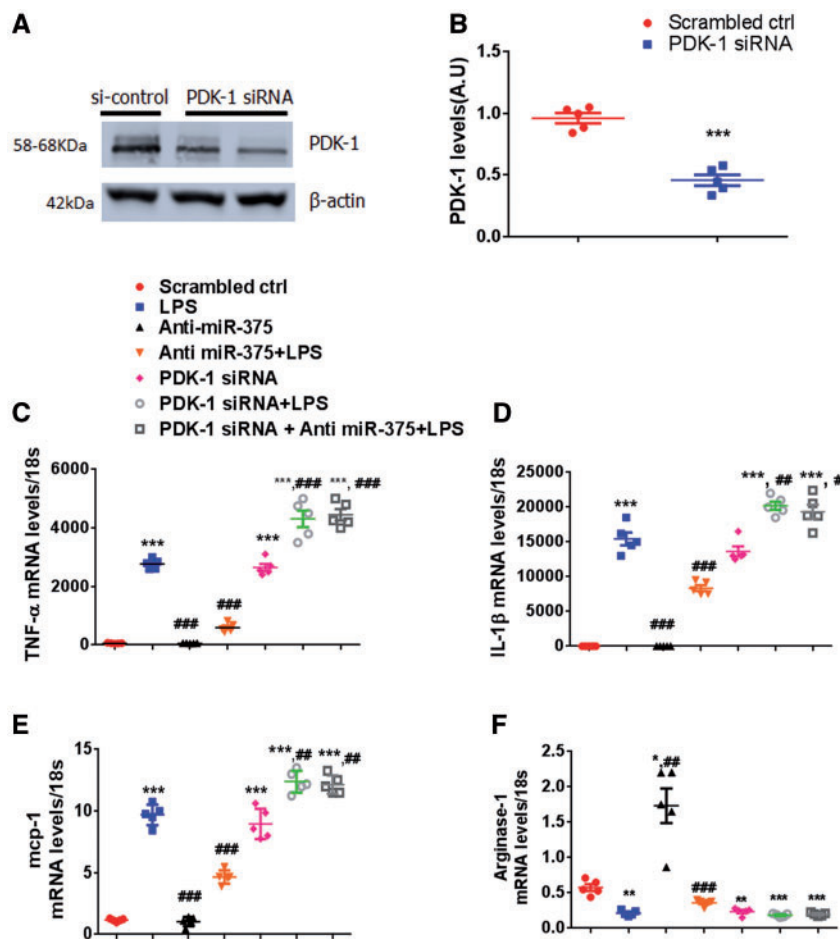 A
si-control PDK-1 siRNA
58-68KDa
PDK-1
42kDa
β-actin
B
Scrambled ctrl
PDK-1 siRNA
PDK-1 levels(A.U)
1.5
1.0
0.5
0.0
***
Scrambled ctrl
LPS
Anti-miR-375
Anti miR-375+LPS
PDK-1 siRNA
PDK-1 siRNA+LPS
PDK-1 siRNA + Anti miR-375+LPS
C
TNF-α mRNA levels/18s
6000
4000
2000
0
***
###
###
***
***,###
***, ###
D
IL-1β mRNA levels/18s
25000
20000
15000
10000
5000
0
***
###
###
***, ##
***, #
E
mcp-1
mRNA levels/18s
15
10
5
0
***
###
###
***
***,##
***,##
F
Arginase-1
mRNA levels/18s
2.5
2.0
1.5
1.0
0.5
0.0
**
*,##
###
**
***
***